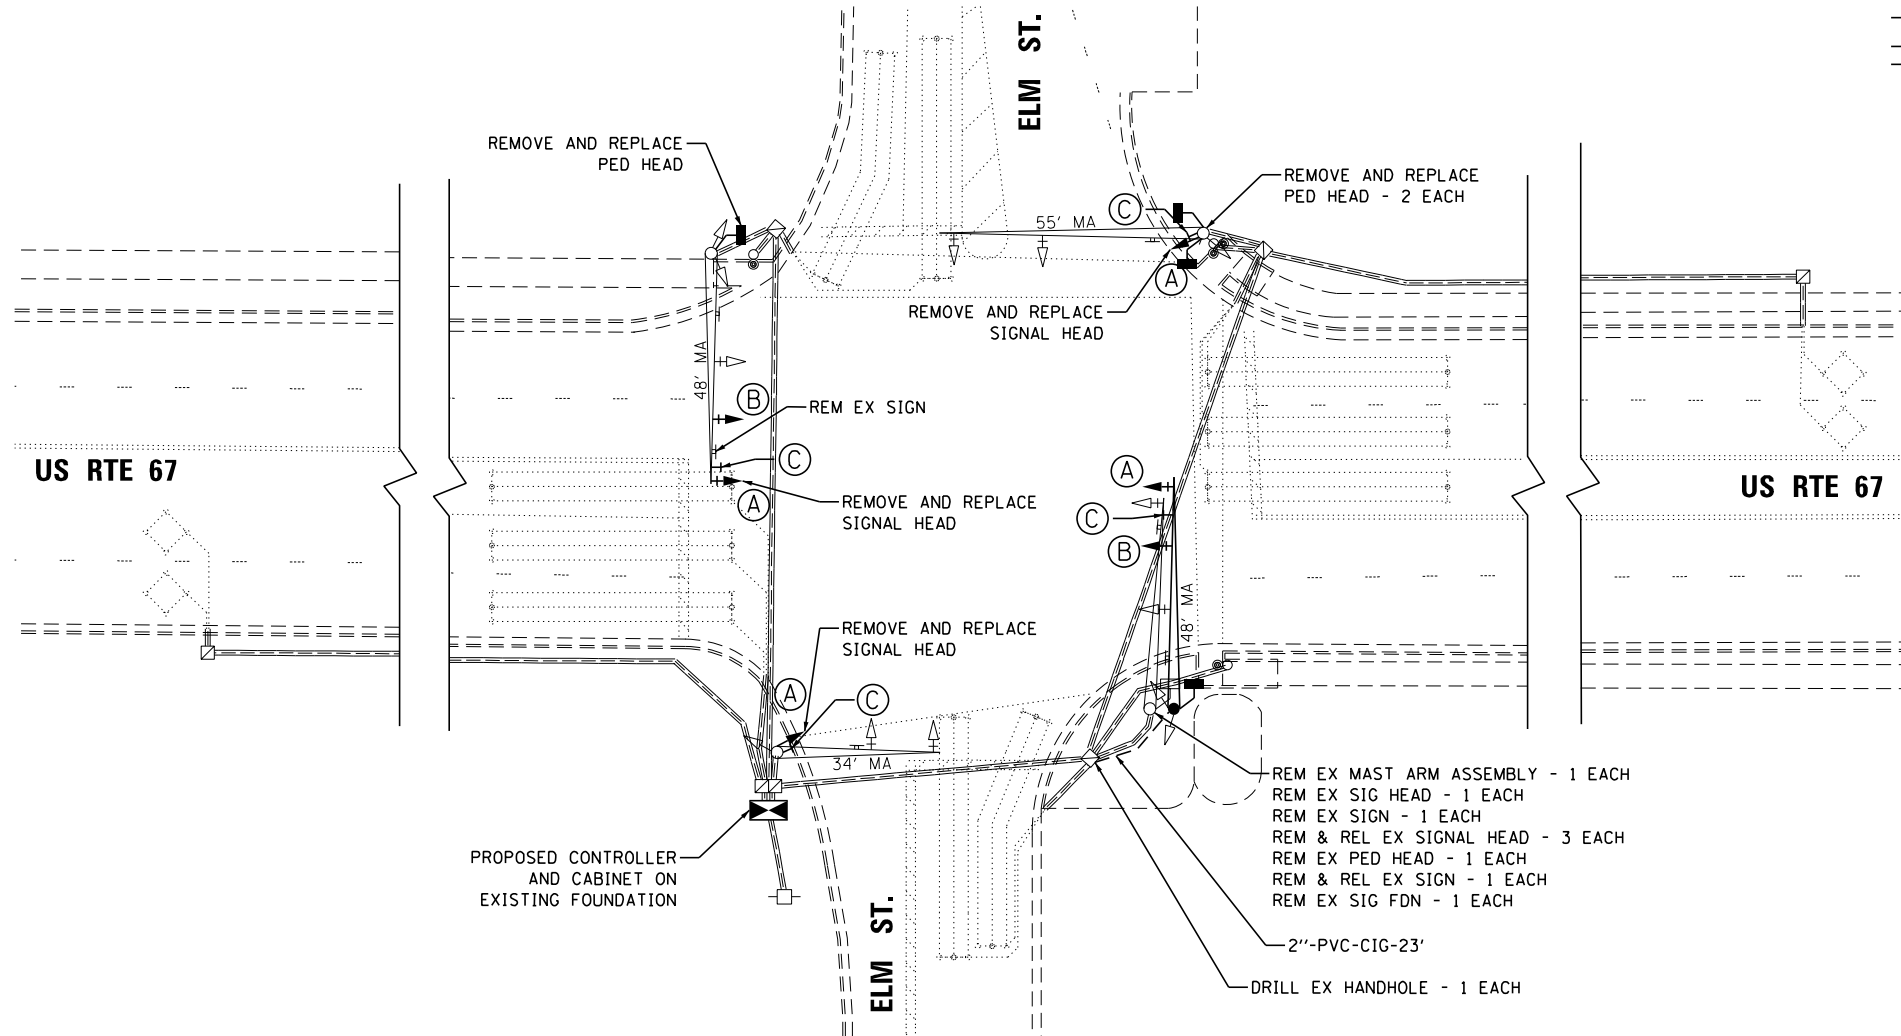 ELM ST.
REMOVE AND REPLACE
PED HEAD
REMOVE AND REPLACE
PED HEAD - 2 EACH
C
55' MA
A
REMOVE AND REPLACE
SIGNAL HEAD
48' MA
B
REM EX SIGN
C
A
REMOVE AND REPLACE
SIGNAL HEAD
US RTE 67
US RTE 67
A
C
B
48' MA
REMOVE AND REPLACE
SIGNAL HEAD
A
C
34' MA
REM EX MAST ARM ASSEMBLY - 1 EACH
REM EX SIG HEAD - 1 EACH
REM EX SIGN - 1 EACH
REM & REL EX SIGNAL HEAD - 3 EACH
REM EX PED HEAD - 1 EACH
REM & REL EX SIGN - 1 EACH
REM EX SIG FDN - 1 EACH
PROPOSED CONTROLLER
AND CABINET ON
EXISTING FOUNDATION
2''-PVC-CIG-23'
DRILL EX HANDHOLE - 1 EACH
ELM ST.